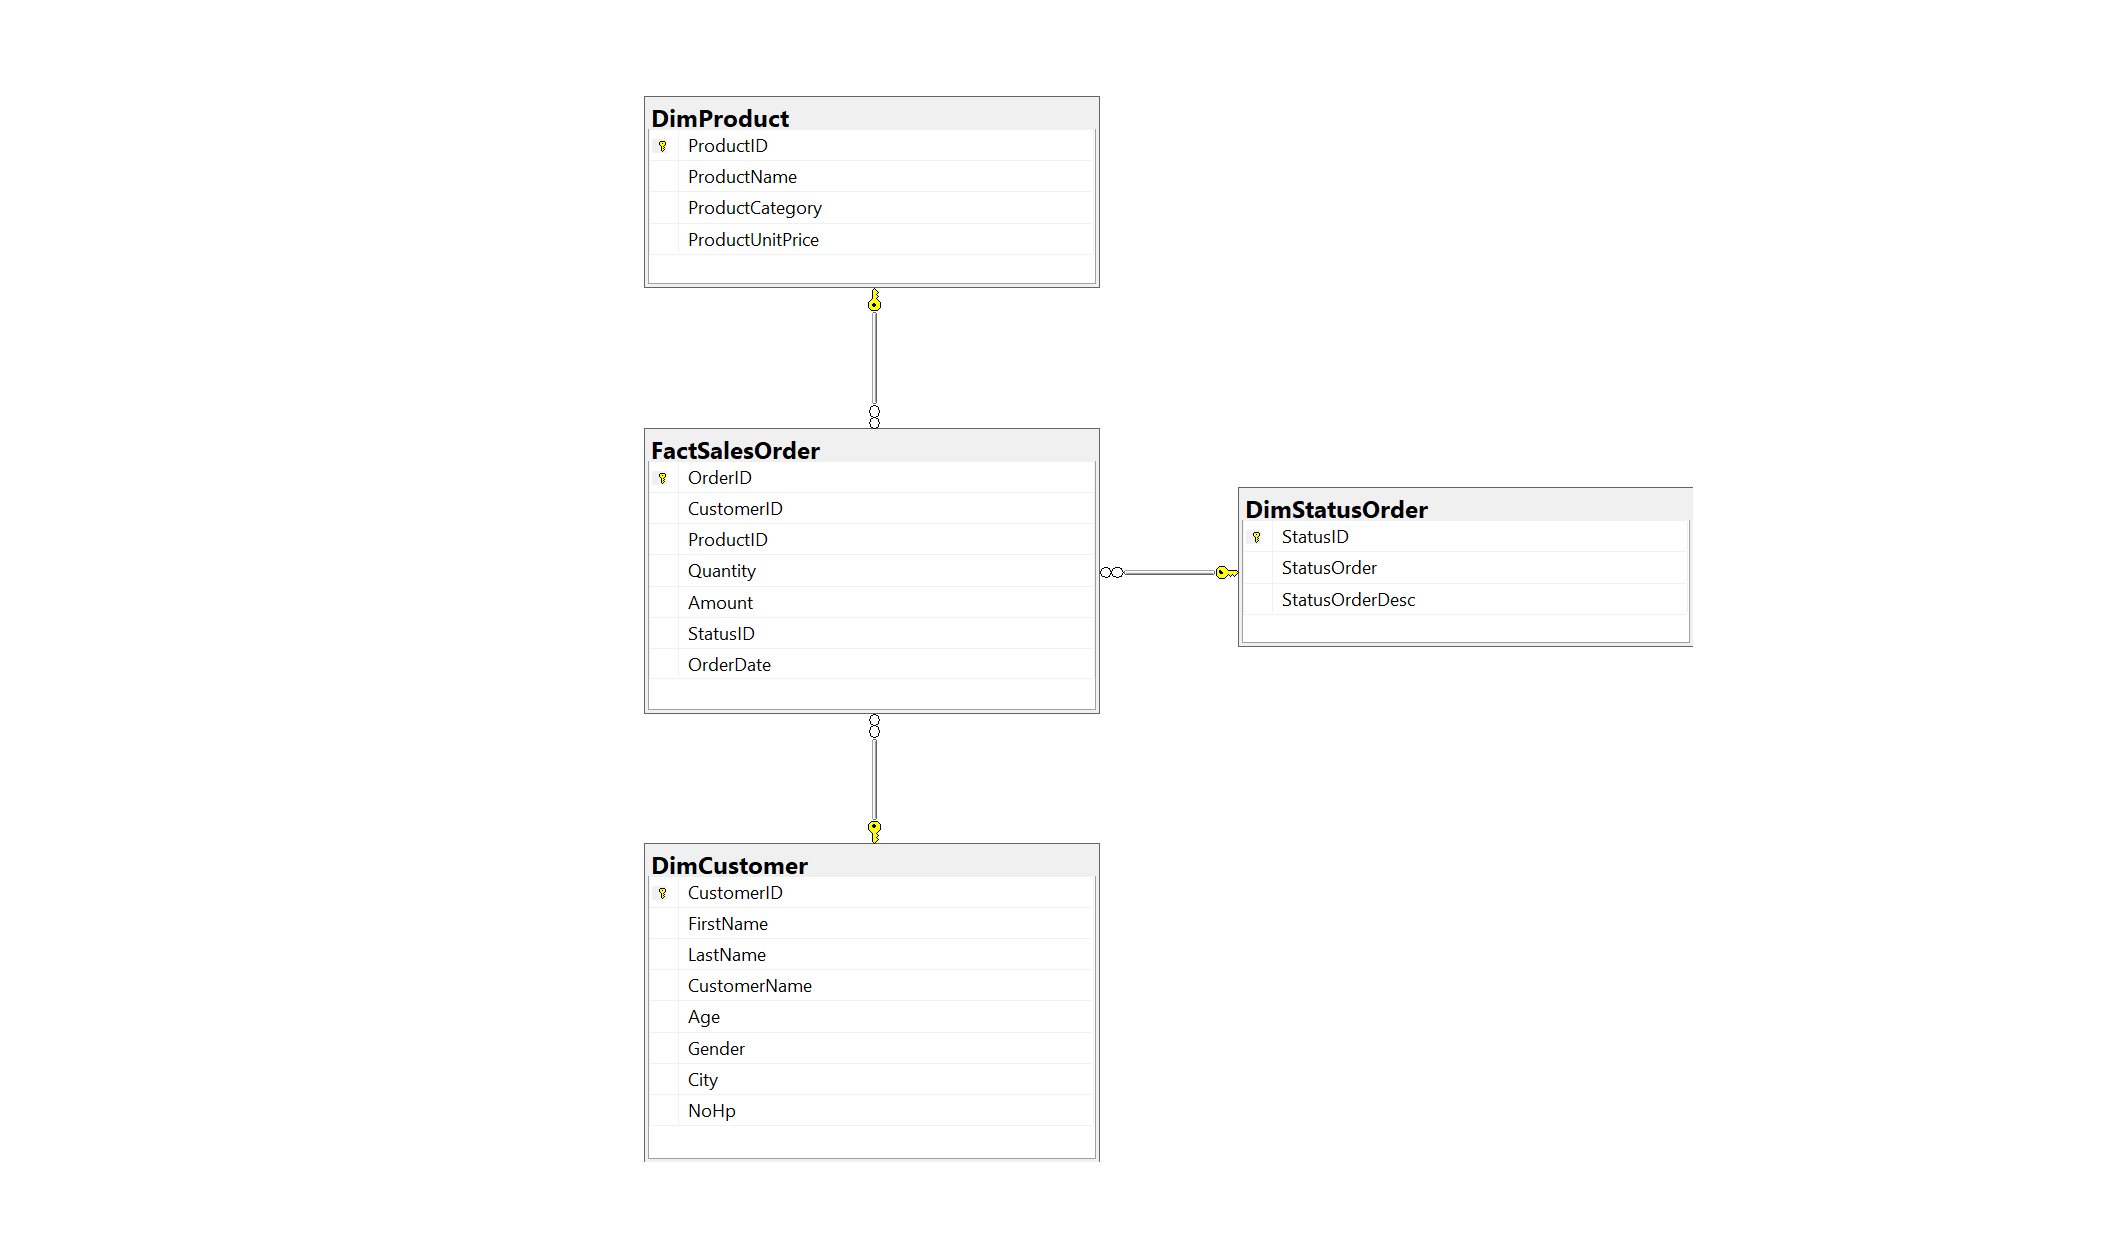 DimProduct
ProductID
ProductName
ProductCategory
ProductUnitPrice
FactSalesOrder
OrderID
CustomerID
ProductID
Quantity
Amount
StatusID
OrderDate
DimStatusOrder
StatusID
StatusOrder
StatusOrderDesc
DimCustomer
CustomerID
FirstName
LastName
CustomerName
Age
Gender
City
NoHp